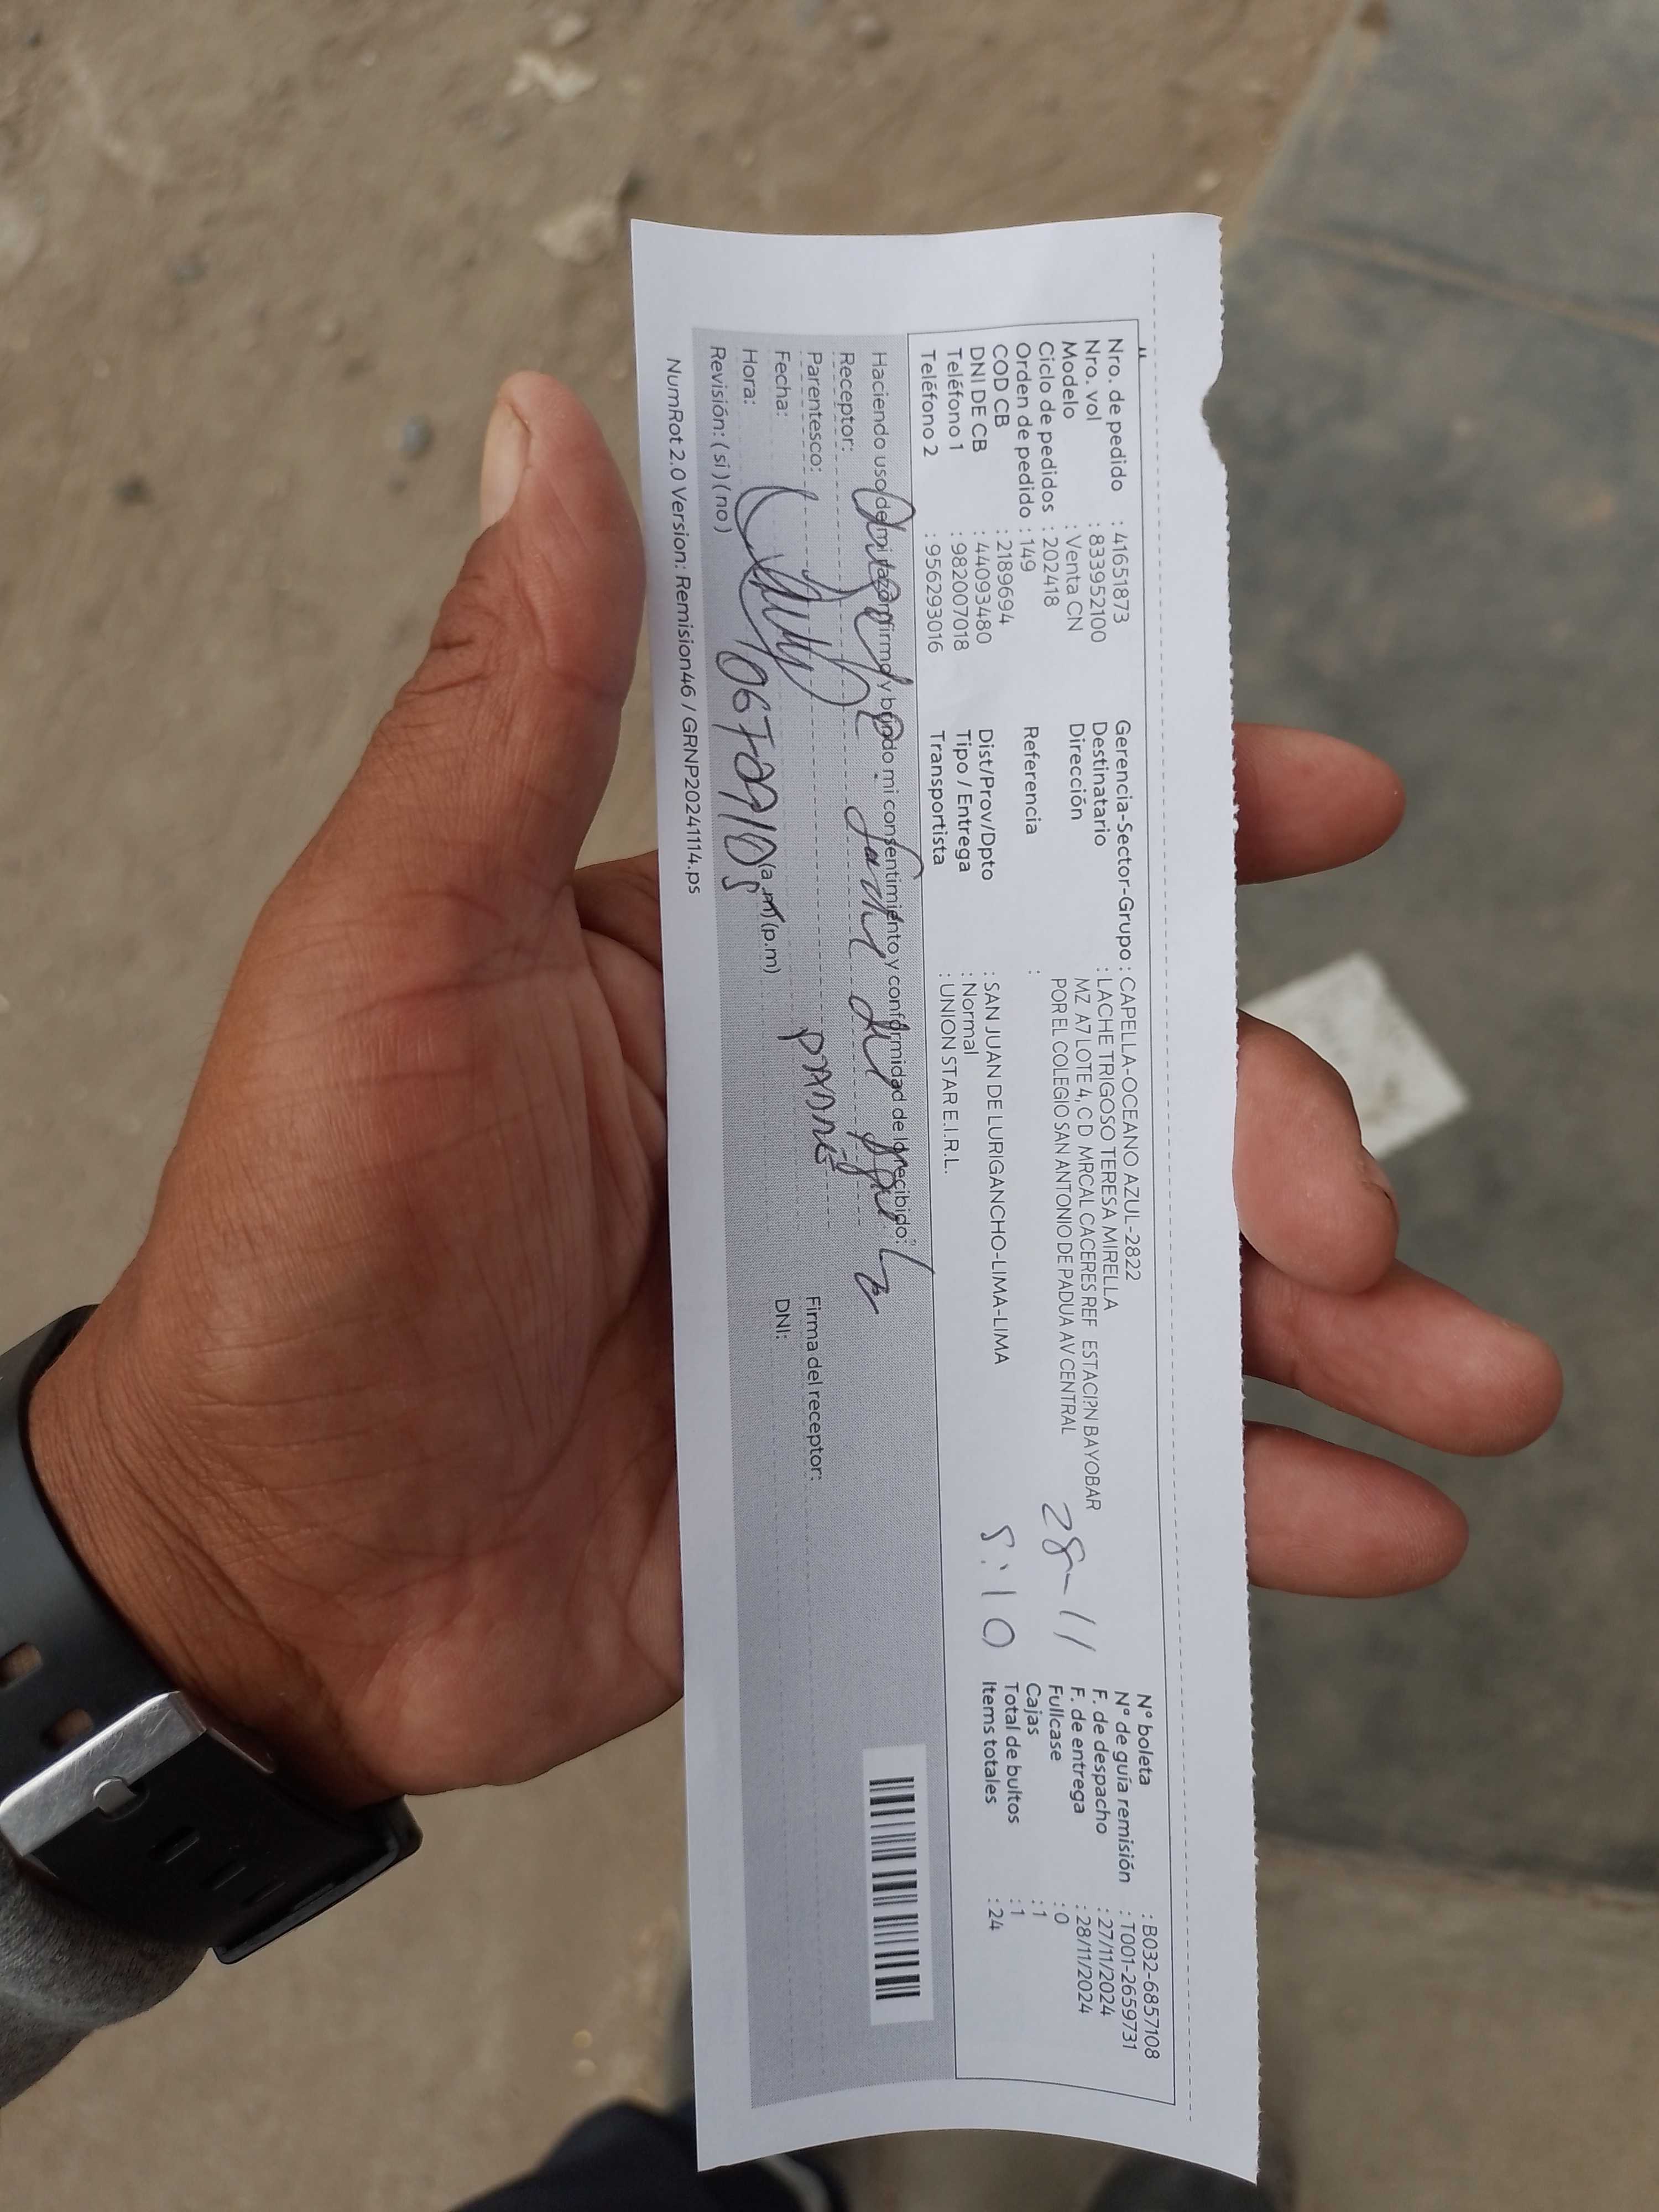 Nro. de pedido : 41651873
Nro. vol : 833952100
Modelo : Venta CN
Ciclo de pedidos : 202418
Orden de pedido : 149
COD CB : 2189694
DNI DE CB : 44093480
Teléfono 1 : 982007018
Teléfono 2 : 956293016
Gerencia-Sector-Grupo : CAPELLA-OCEANO AZUL-2822
Destinatario : LACHE TRIGOSO TERESA MIRELLA
Dirección MZ A7 LOTE 4, C D MRCAL CACERES REF ESTACIPN BAYOBAR
POR EL COLEGIO SAN ANTONIO DE PADUA AV CENTRAL
Referencia :
Dist/Prov/Dpto : SAN JUAN DE LURIGANCHO-LIMA-LIMA
Tipo / Entrega : Normal
Transportista : UNION STAR E.I.R.L.
28-11
5:10
N° boleta : B032-6857108
N° de guía remisión : T001-2659731
F. de despacho : 27/11/2024
F. de entrega : 28/11/2024
Fullcase : 0
Cajas : 1
Total de bultos : 1
Items totales : 24
Haciendo uso de mi razón firmo y brindo mi consentimiento y conformidad de lo recibido:
Receptor:
Parentesco:
Fecha:
Hora: (a.m) (p.m)
Revisión: ( si ) ( no )
Firma del receptor:
DNI:
NumRot 2.0 Version: Remision46 / GRNP20241114.ps